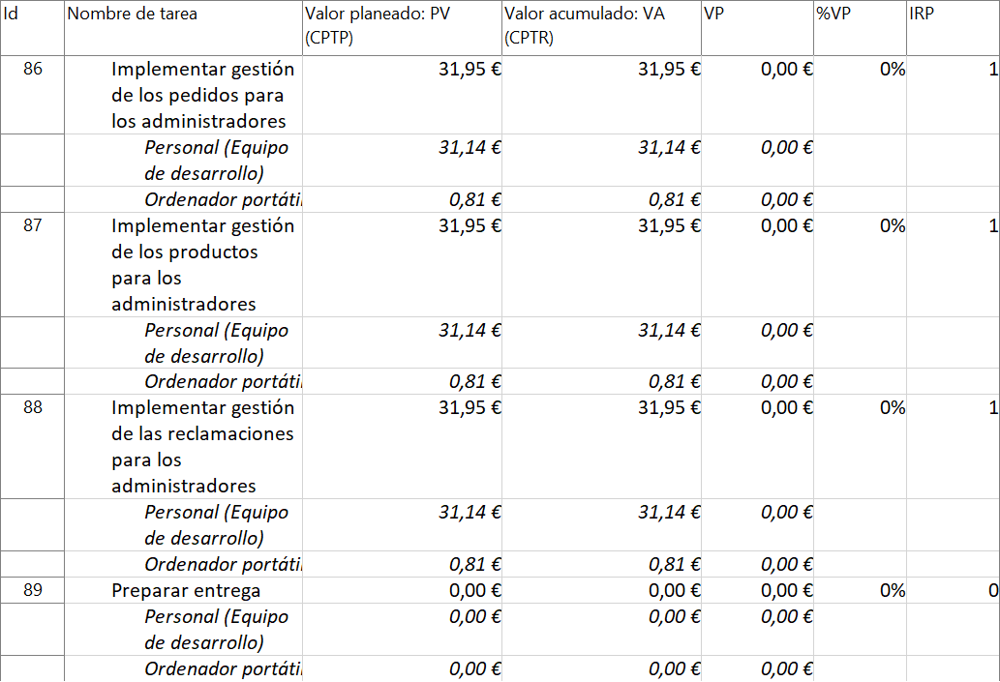 Id Nombre de tarea Valor planeado: PV Valor acumulado: VA VP %VP IRP
(CPTP) (CPTR)
86 Implementar gestión 31,95 € 31,95 € 0,00 € 0% 1
de los pedidos para
los administradores
Personal (Equipo 31,14 € 31,14 € 0,00 €
de desarrollo)
Ordenador portáti 0,81 € 0,81 € 0,00 €
87 Implementar gestión 31,95 € 31,95 € 0,00 € 0% 1
de los productos
para los
administradores
Personal (Equipo 31,14 € 31,14 € 0,00 €
de desarrollo)
Ordenador portáti 0,81 € 0,81 € 0,00 €
88 Implementar gestión 31,95 € 31,95 € 0,00 € 0% 1
de las reclamaciones
para los
administradores
Personal (Equipo 31,14 € 31,14 € 0,00 €
de desarrollo)
Ordenador portáti 0,81 € 0,81 € 0,00 €
89 Preparar entrega 0,00 € 0,00 € 0,00 € 0% 0
Personal (Equipo 0,00 € 0,00 € 0,00 €
de desarrollo)
Ordenador portáti 0,00 € 0,00 € 0,00 €